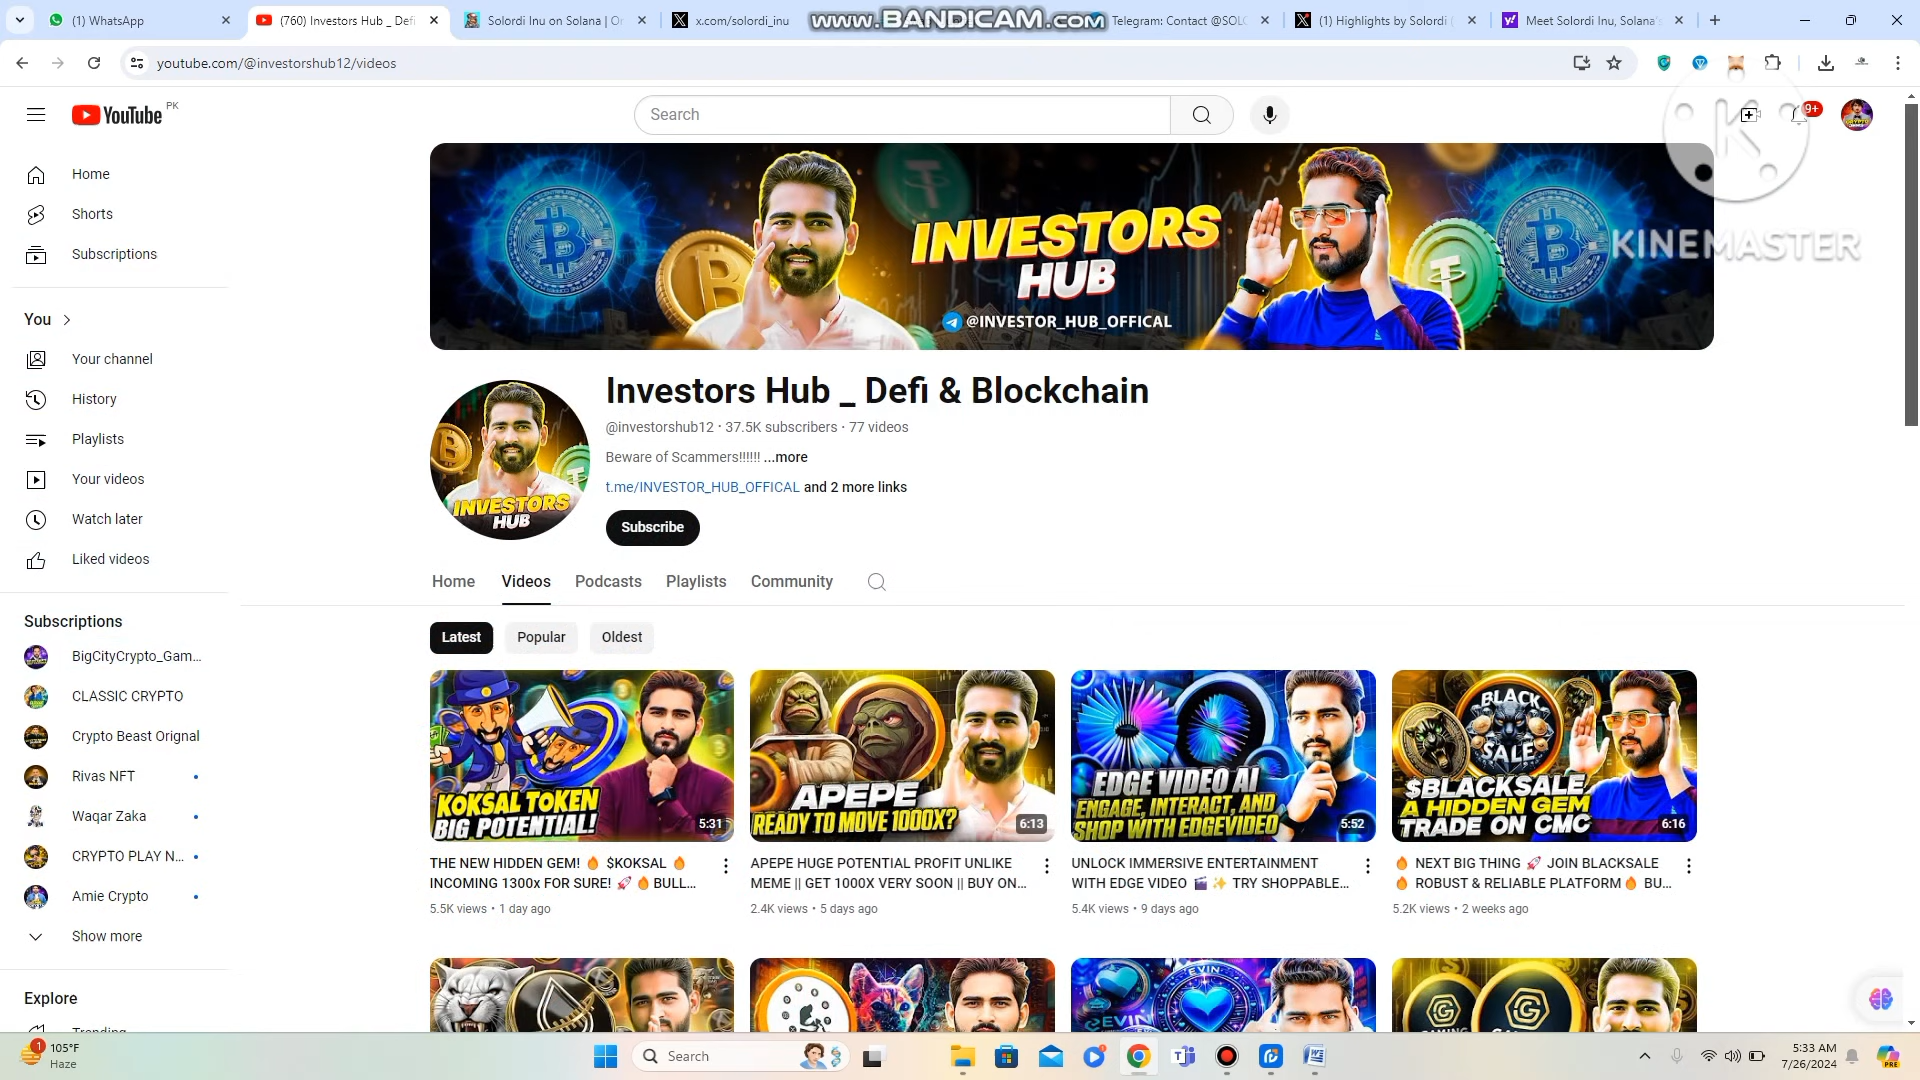 (1) WhatsApp
(760) Investors Hub _ Defi
Solordi Inu on Solana | Or
x.com/solordi_inu
WWW.BANDICAM.COM
Telegram: Contact @SOLO
(1) Highlights by Solordi (
Meet Solordi Inu, Solana's
youtube.com/@investorshub12/videos
YouTube PK
Search
9+
Home
Shorts
Subscriptions
You
Your channel
History
Playlists
Your videos
Watch later
Liked videos
Subscriptions
BigCityCrypto_Gam...
CLASSIC CRYPTO
Crypto Beast Orignal
Rivas NFT
Waqar Zaka
CRYPTO PLAY N...
Amie Crypto
Show more
Explore
Trending
INVESTORS
HUB
@INVESTOR_HUB_OFFICAL
K
KINEMASTER
INVESTORS
HUB
Investors Hub _ Defi & Blockchain
@investorshub12 • 37.5K subscribers • 77 videos
Beware of Scammers!!!!!! ...more
t.me/INVESTOR_HUB_OFFICAL and 2 more links
Subscribe
Home Videos Podcasts Playlists Community
Latest Popular Oldest
KOKSAL TOKEN
BIG POTENTIAL!
5:31
THE NEW HIDDEN GEM! 🔥 $KOKSAL 🔥
INCOMING 1300x FOR SURE! 🚀 🔥BULL...
5.5K views • 1 day ago
APEPE
READY TO MOVE 1000X?
6:13
APEPE HUGE POTENTIAL PROFIT UNLIKE
MEME || GET 1000X VERY SOON || BUY ON...
2.4K views • 5 days ago
EDGE VIDEO AI
ENGAGE, INTERACT, AND
SHOP WITH EDGEVIDEO
5:52
UNLOCK IMMERSIVE ENTERTAINMENT
WITH EDGE VIDEO 🎬 ✨ TRY SHOPPABLE...
5.4K views • 9 days ago
BLACK
SALE
$BLACKSALE
A HIDDEN GEM
TRADE ON CMC
6:16
🔥 NEXT BIG THING 🚀 JOIN BLACKSALE
🔥 ROBUST & RELIABLE PLATFORM🔥 BU...
5.2K views • 2 weeks ago
EVIN
EVIN
1
105°F
Haze
Search
5:33 AM
7/26/2024
PRE